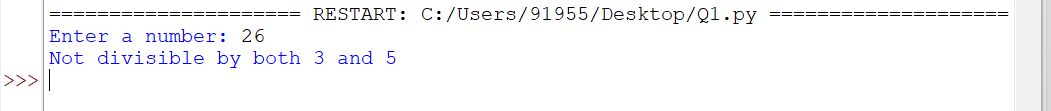 ===================== RESTART: C:/Users/91955/Desktop/Q1.py ====================
Enter a number: 26
Not divisible by both 3 and 5
>>>